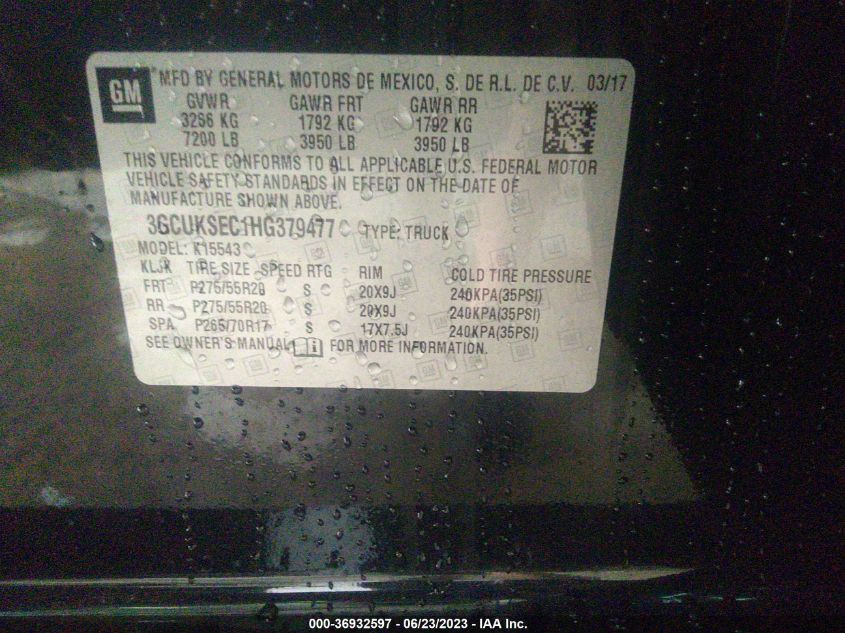 GM
MFD BY GENERAL MOTORS DE MEXICO, S. DE R.L. DE C.V. 03/17
GVWR GAWR FRT GAWR RR
3266 KG 1792 KG 1792 KG
7200 LB 3950 LB 3950 LB
THIS VEHICLE CONFORMS TO ALL APPLICABLE U.S. FEDERAL MOTOR
VEHICLE SAFETY STANDARDS IN EFFECT ON THE DATE OF
MANUFACTURE SHOWN ABOVE.
3GCUKSEC1HG379477 TYPE: TRUCK
MODEL: K15543
KLJK TIRE SIZE SPEED RTG RIM COLD TIRE PRESSURE
FRT P275/55R20 S 20X9J 240KPA(35PSI)
RR P275/55R20 S 20X9J 240KPA(35PSI)
SPA P265/70R17 S 17X7.5J 240KPA(35PSI)
SEE OWNER'S MANUAL FOR MORE INFORMATION.
000-36932597 - 06/23/2023 - IAA Inc.